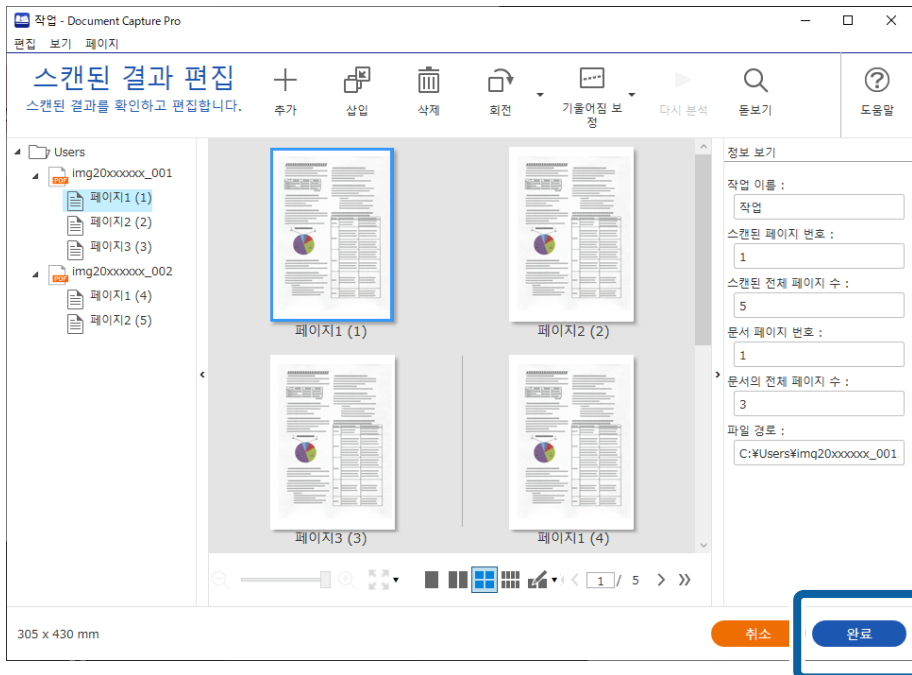 작업 - Document Capture Pro
편집 보기 페이지
스캔된 결과 편집
스캔된 결과를 확인하고 편집합니다.
추가
삽입
삭제
회전
기울어짐 보
정
다시 분석
돋보기
도움말
Users
img20xxxxxx_001
페이지1 (1)
페이지2 (2)
페이지3 (3)
img20xxxxxx_002
페이지1 (4)
페이지2 (5)
페이지1 (1)
페이지2 (2)
페이지3 (3)
페이지1 (4)
정보 보기
작업 이름 :
작업
스캔된 페이지 번호 :
1
스캔된 전체 페이지 수 :
5
문서 페이지 번호 :
1
문서의 전체 페이지 수 :
3
파일 경로 :
C:¥Users¥img20xxxxxx_001.
1 / 5
305 x 430 mm
취소
완료